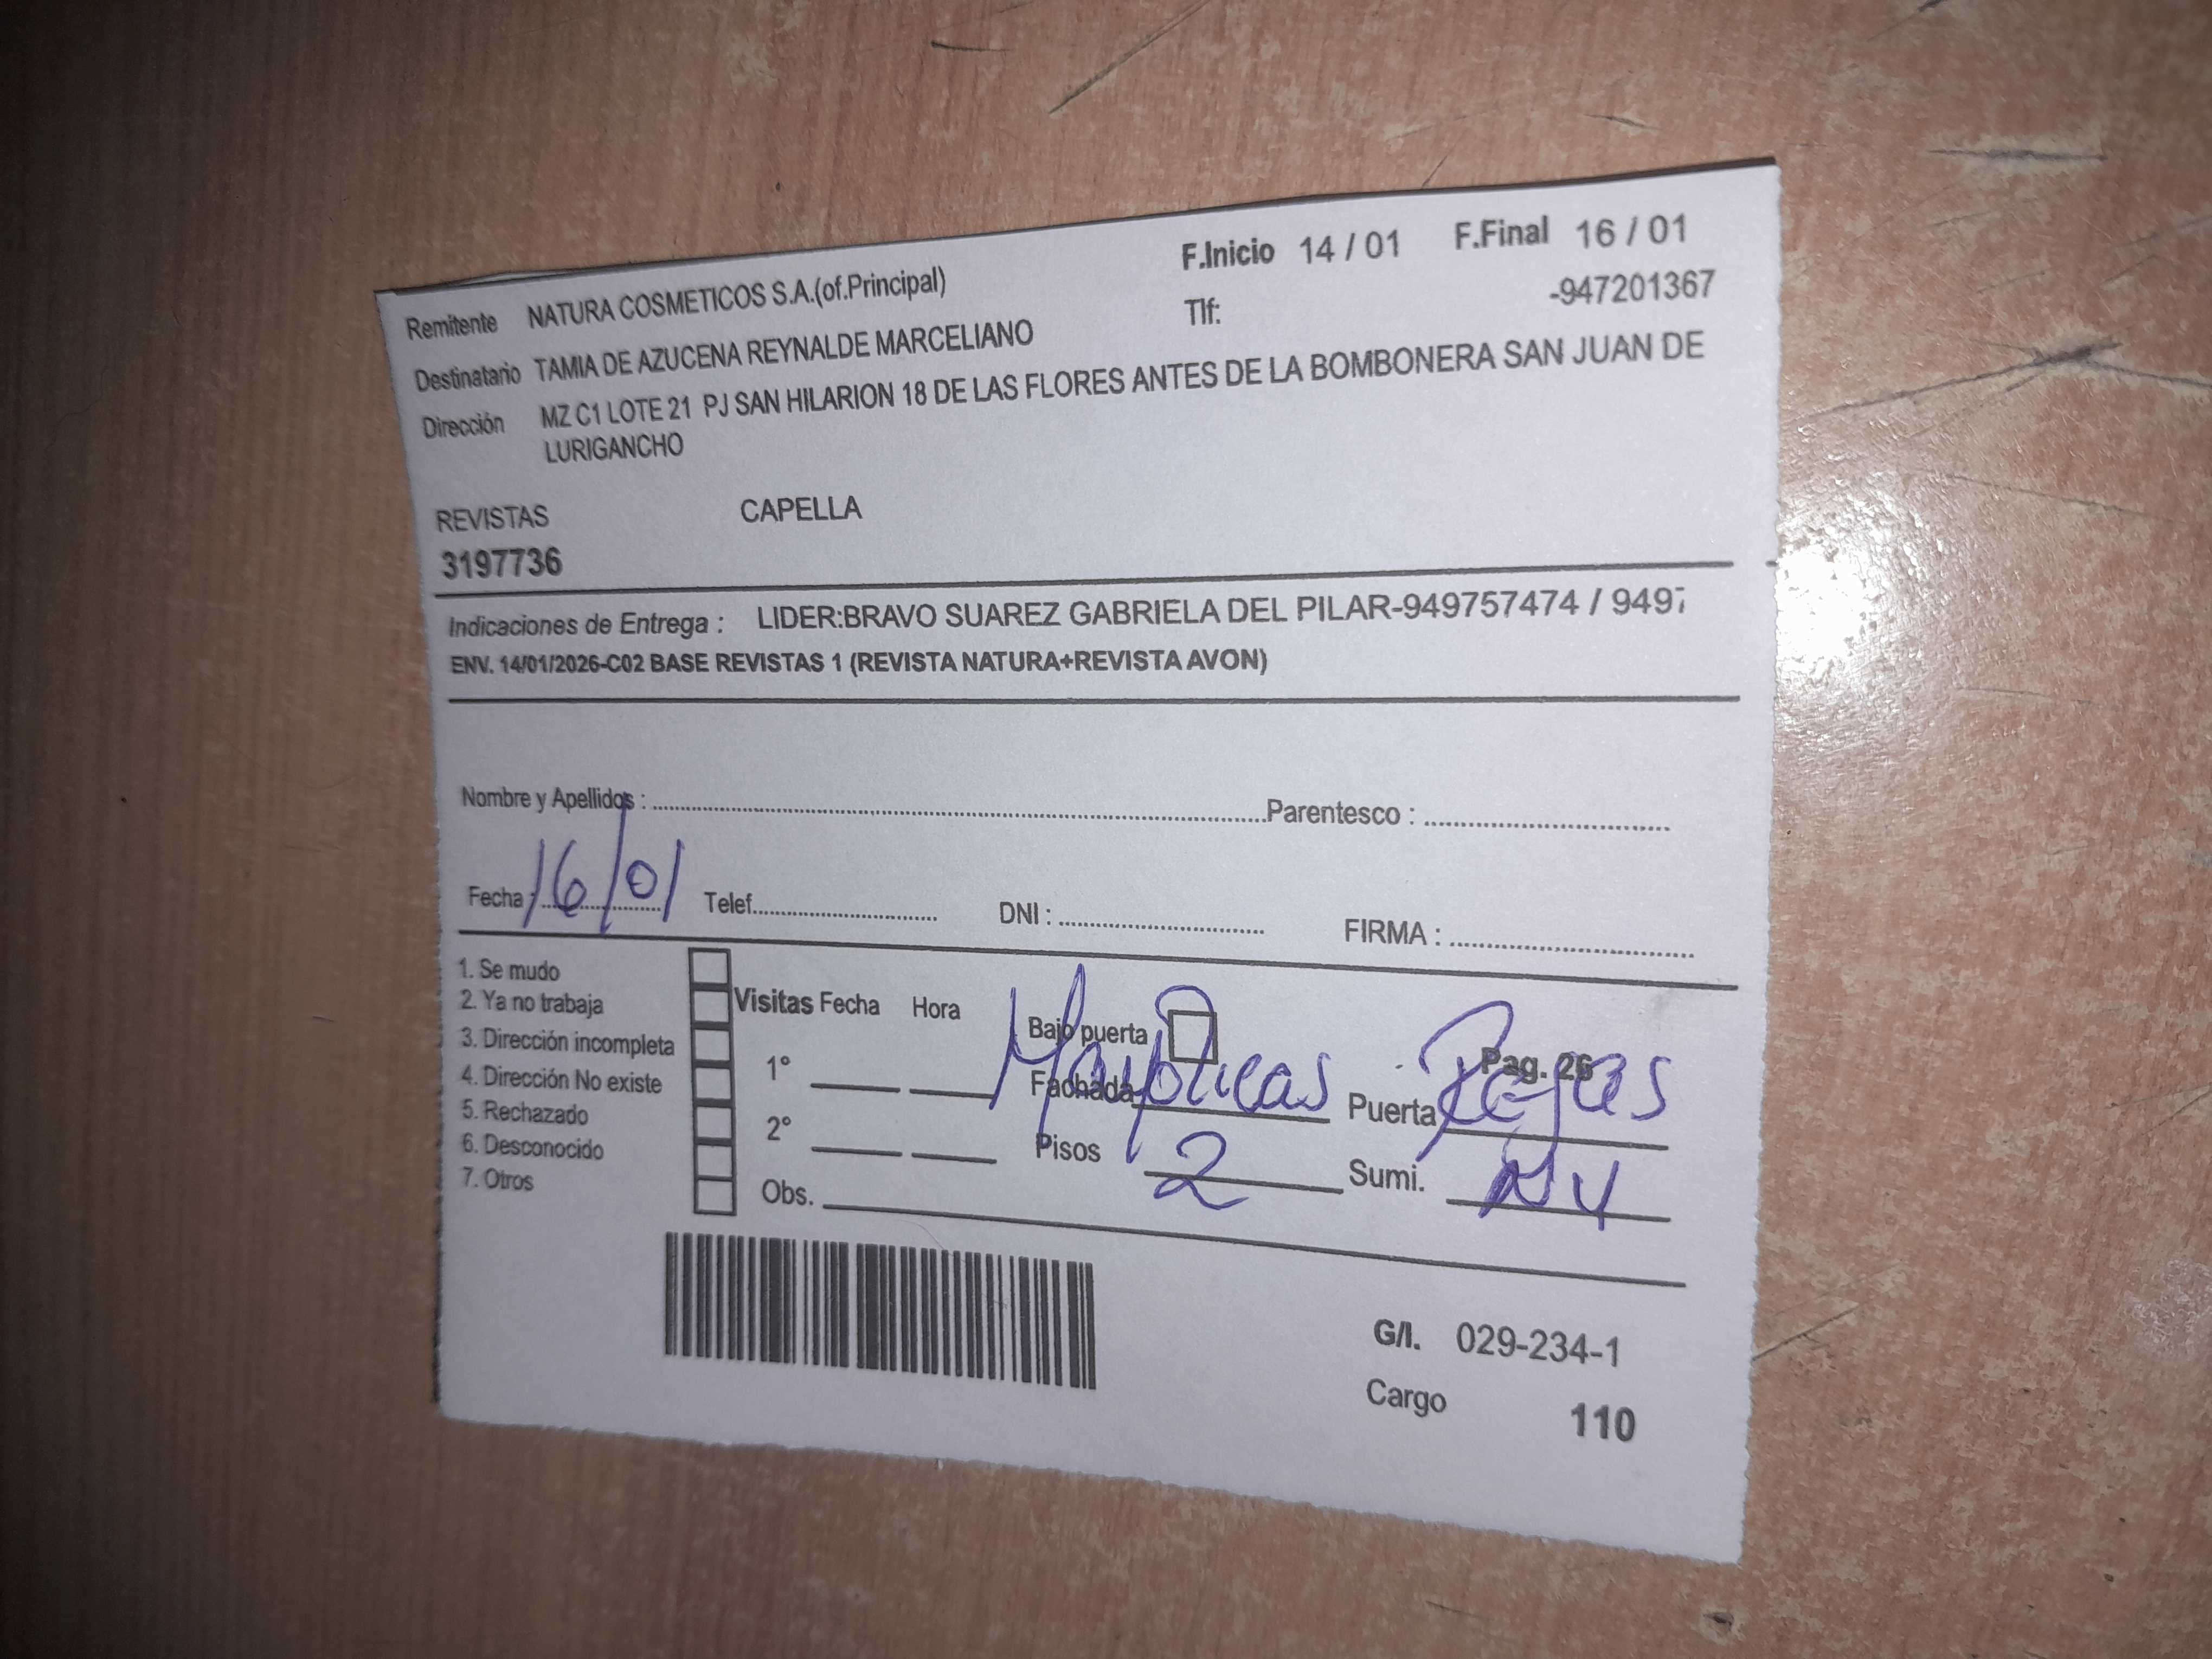 F.Inicio 14 / 01 F.Final 16 / 01
Remitente NATURA COSMETICOS S.A.(of.Principal) Tlf: -947201367
Destinatario TAMIA DE AZUCENA REYNALDE MARCELIANO
Dirección MZ C1 LOTE 21 PJ SAN HILARION 18 DE LAS FLORES ANTES DE LA BOMBONERA SAN JUAN DE
LURIGANCHO
REVISTAS CAPELLA
3197736
Indicaciones de Entrega : LIDER:BRAVO SUAREZ GABRIELA DEL PILAR-949757474 / 9497
ENV. 14/01/2026-C02 BASE REVISTAS 1 (REVISTA NATURA+REVISTA AVON)
Nombre y Apellidos : Parentesco :
Fecha : 16/01 Telef. DNI : FIRMA :
1. Se mudo
2. Ya no trabaja
3. Dirección incompleta
4. Dirección No existe
5. Rechazado
6. Desconocido
7. Otros
Visitas Fecha Hora
1°
2°
Obs.
Bajo puerta Pag. 26
Fachada Puerta Rejas
Pisos 2 Sumi.
G/I. 029-234-1
Cargo 110